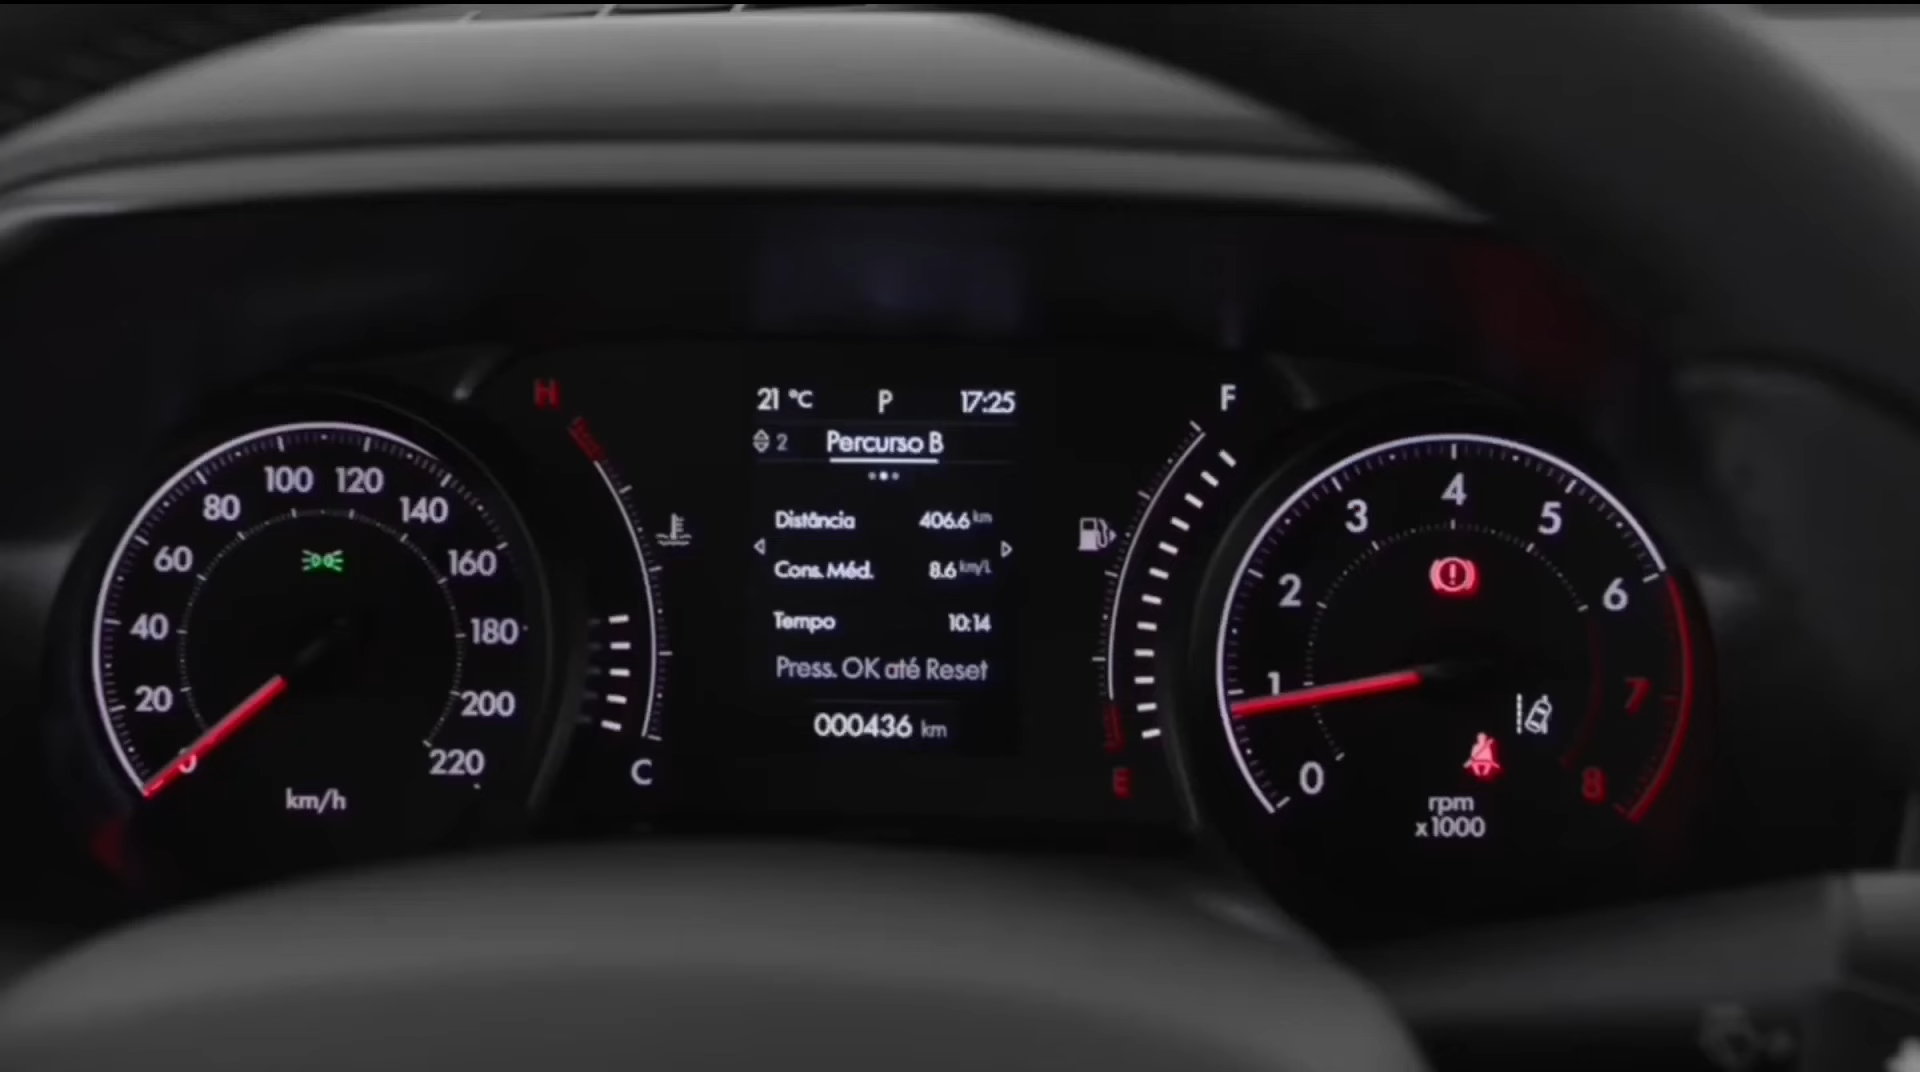 H
21 °C P 17:25
F
2 Percurso B
Distância 406.6 km
Cons. Méd. 8.6 km/l
Tempo 10:14
Press. OK até Reset
000436 km
C
E
0
20
40
60
80
100
120
140
160
180
200
220
km/h
0
1
2
3
4
5
6
7
8
rpm
x1000